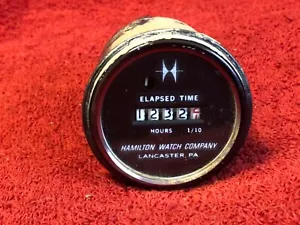 ELAPSED TIME
HOURS 1/10
HAMILTON WATCH COMPANY
LANCASTER, PA